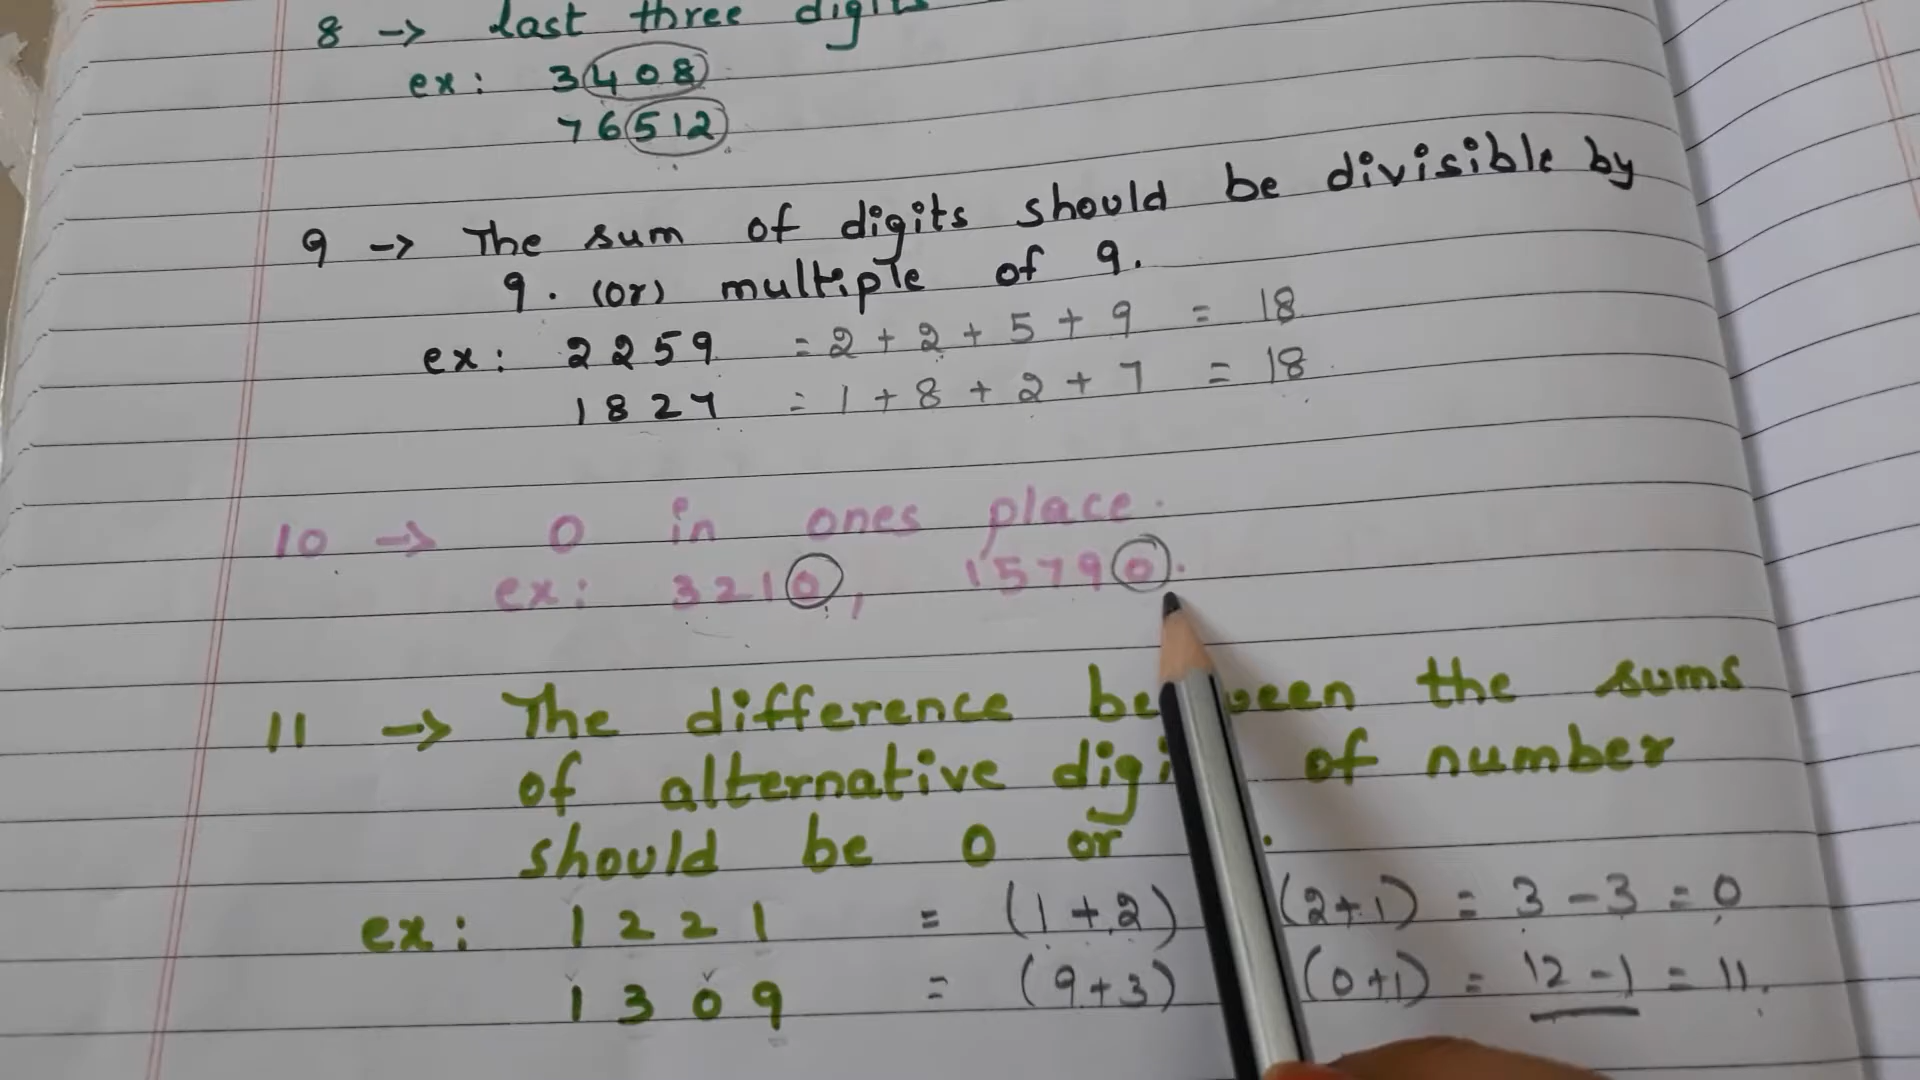 8 -> Last three digits
ex: 3408
76512
9 -> The sum of digits should be divisible by
9. (or) multiple of 9.
ex: 2259 = 2 + 2 + 5 + 9 = 18
1827 = 1 + 8 + 2 + 7 = 18
10 -> 0 in ones place.
ex: 3210, 15790.
11 -> The difference between the sums
of alternative digi of number
should be 0 or
ex: 1221 = (1+2) (2+1) = 3-3 = 0
1309 = (9+3) (0+1) = 12-1 = 11.